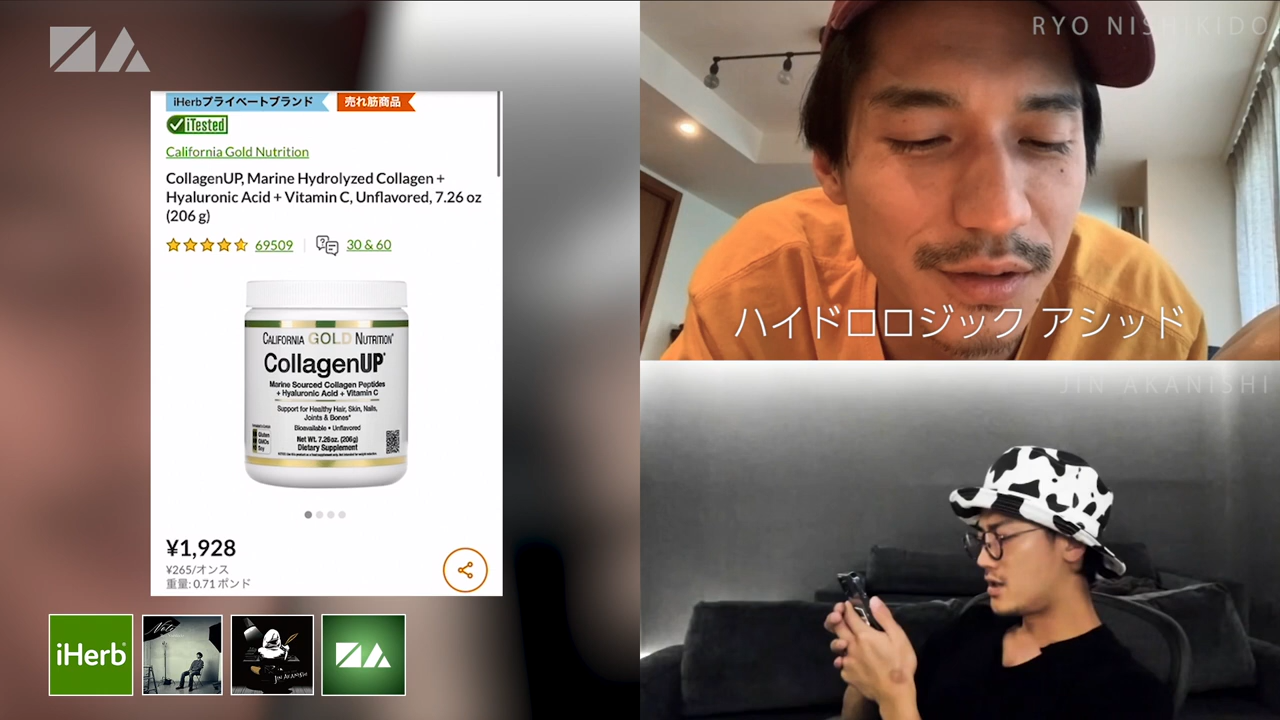 iHerbプライベートブランド
売れ筋商品
iTested
California Gold Nutrition
CollagenUP, Marine Hydrolyzed Collagen +
Hyaluronic Acid + Vitamin C, Unflavored, 7.26 oz
(206 g)
69509
30 & 60
CALIFORNIA GOLD NUTRITION®
CollagenUP®
Marine Sourced Collagen Peptides
+ Hyaluronic Acid + Vitamin C
Support for Healthy Hair, Skin, Nails,
Joints & Bones*
Bioavailable • Unflavored
Net Wt. 7.26 oz. (206g)
Dietary Supplement
¥1,928
¥265/オンス
重量: 0.71 ポンド
iHerb®
Note
JIN AKANISHI
RYO NISHIKIDO
ハイドロロジック アシッド
JIN AKANISHI